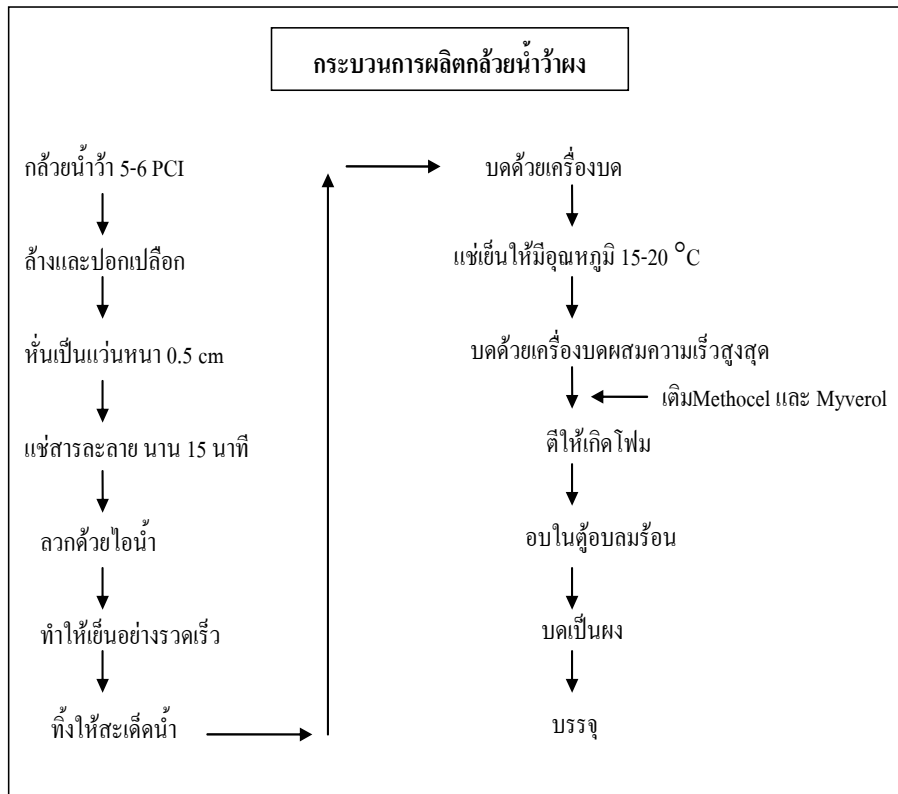 กระบวนการผลิตกล้วยน้ำว้าผง
กล้วยน้ำว้า 5-6 PCI
ล้างและปอกเปลือก
หั่นเป็นแว่นหนา 0.5 cm
แช่สารละลาย นาน 15 นาที
ลวกด้วยไอน้ำ
ทำให้เย็นอย่างรวดเร็ว
ทิ้งให้สะเด็ดน้ำ
บดด้วยเครื่องบด
แช่เย็นให้มีอุณหภูมิ 15-20 °C
บดด้วยเครื่องบดผสมความเร็วสูงสุด
เติมMethocel และ Myverol
ตีให้เกิดโฟม
อบในตู้อบลมร้อน
บดเป็นผง
บรรจุ